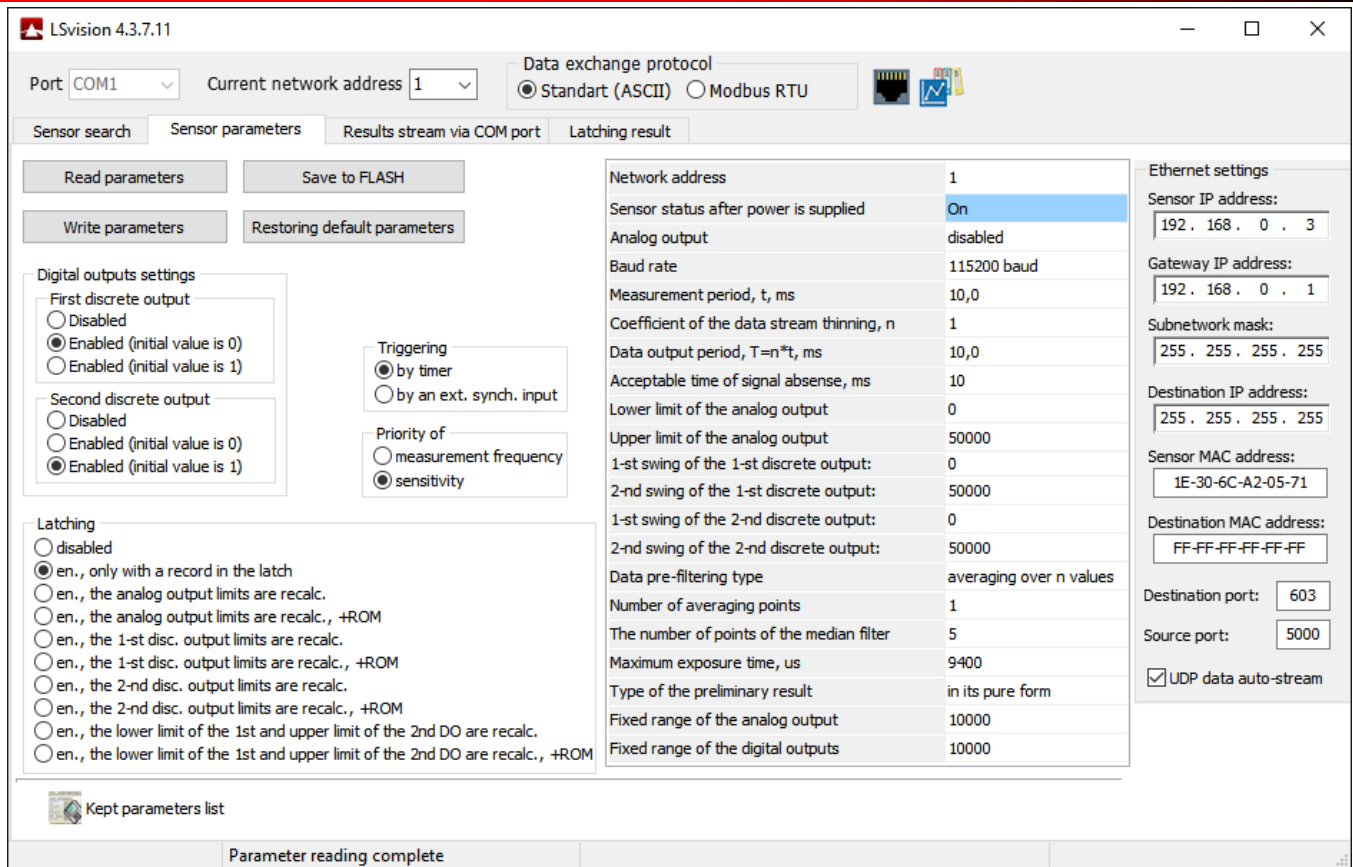 LSvision 4.3.7.11
Port COM1 Current network address 1 Data exchange protocol
Standart (ASCII) Modbus RTU
Sensor search Sensor parameters Results stream via COM port Latching result
Read parameters Save to FLASH
Write parameters Restoring default parameters
Digital outputs settings
First discrete output
Disabled
Enabled (initial value is 0)
Enabled (initial value is 1)
Second discrete output
Disabled
Enabled (initial value is 0)
Enabled (initial value is 1)
Triggering
by timer
by an ext. synch. input
Priority of
measurement frequency
sensitivity
Latching
disabled
en., only with a record in the latch
en., the analog output limits are recalc.
en., the analog output limits are recalc., +ROM
en., the 1-st disc. output limits are recalc.
en., the 1-st disc. output limits are recalc., +ROM
en., the 2-nd disc. output limits are recalc.
en., the 2-nd disc. output limits are recalc., +ROM
en., the lower limit of the 1st and upper limit of the 2nd DO are recalc.
en., the lower limit of the 1st and upper limit of the 2nd DO are recalc., +ROM
Network address 1
Sensor status after power is supplied On
Analog output disabled
Baud rate 115200 baud
Measurement period, t, ms 10,0
Coefficient of the data stream thinning, n 1
Data output period, T=n*t, ms 10,0
Acceptable time of signal absense, ms 10
Lower limit of the analog output 0
Upper limit of the analog output 50000
1-st swing of the 1-st discrete output: 0
2-nd swing of the 1-st discrete output: 50000
1-st swing of the 2-nd discrete output: 0
2-nd swing of the 2-nd discrete output: 50000
Data pre-filtering type averaging over n values
Number of averaging points 1
The number of points of the median filter 5
Maximum exposure time, us 9400
Type of the preliminary result in its pure form
Fixed range of the analog output 10000
Fixed range of the digital outputs 10000
Ethernet settings
Sensor IP address:
192. 168. 0 . 3
Gateway IP address:
192. 168. 0 . 1
Subnetwork mask:
255. 255. 255. 255
Destination IP address:
255. 255. 255. 255
Sensor MAC address:
1E-30-6C-A2-05-71
Destination MAC address:
FF-FF-FF-FF-FF-FF
Destination port: 603
Source port: 5000
UDP data auto-stream
Kept parameters list
Parameter reading complete